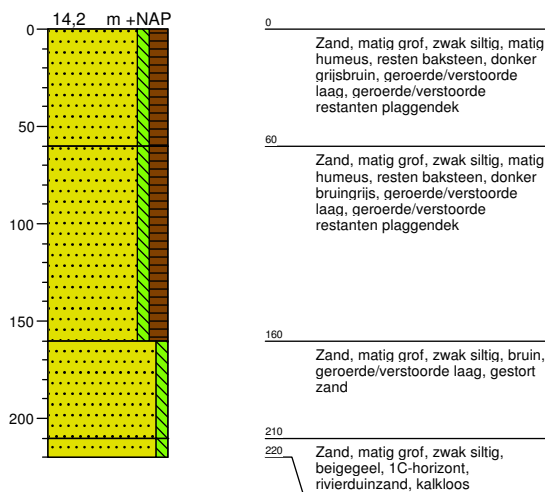 14,2 m +NAP
0
50
100
150
200
0
Zand, matig grof, zwak siltig, matig
humeus, resten baksteen, donker
grijsbruin, geroerde/verstoorde
laag, geroerde/verstoorde
restanten plaggendek
60
Zand, matig grof, zwak siltig, matig
humeus, resten baksteen, donker
bruingrijs, geroerde/verstoorde
laag, geroerde/verstoorde
restanten plaggendek
160
Zand, matig grof, zwak siltig, bruin,
geroerde/verstoorde laag, gestort
zand
210
220
Zand, matig grof, zwak siltig,
beigegeel, 1C-horizont,
rivierduinzand, kalkloos